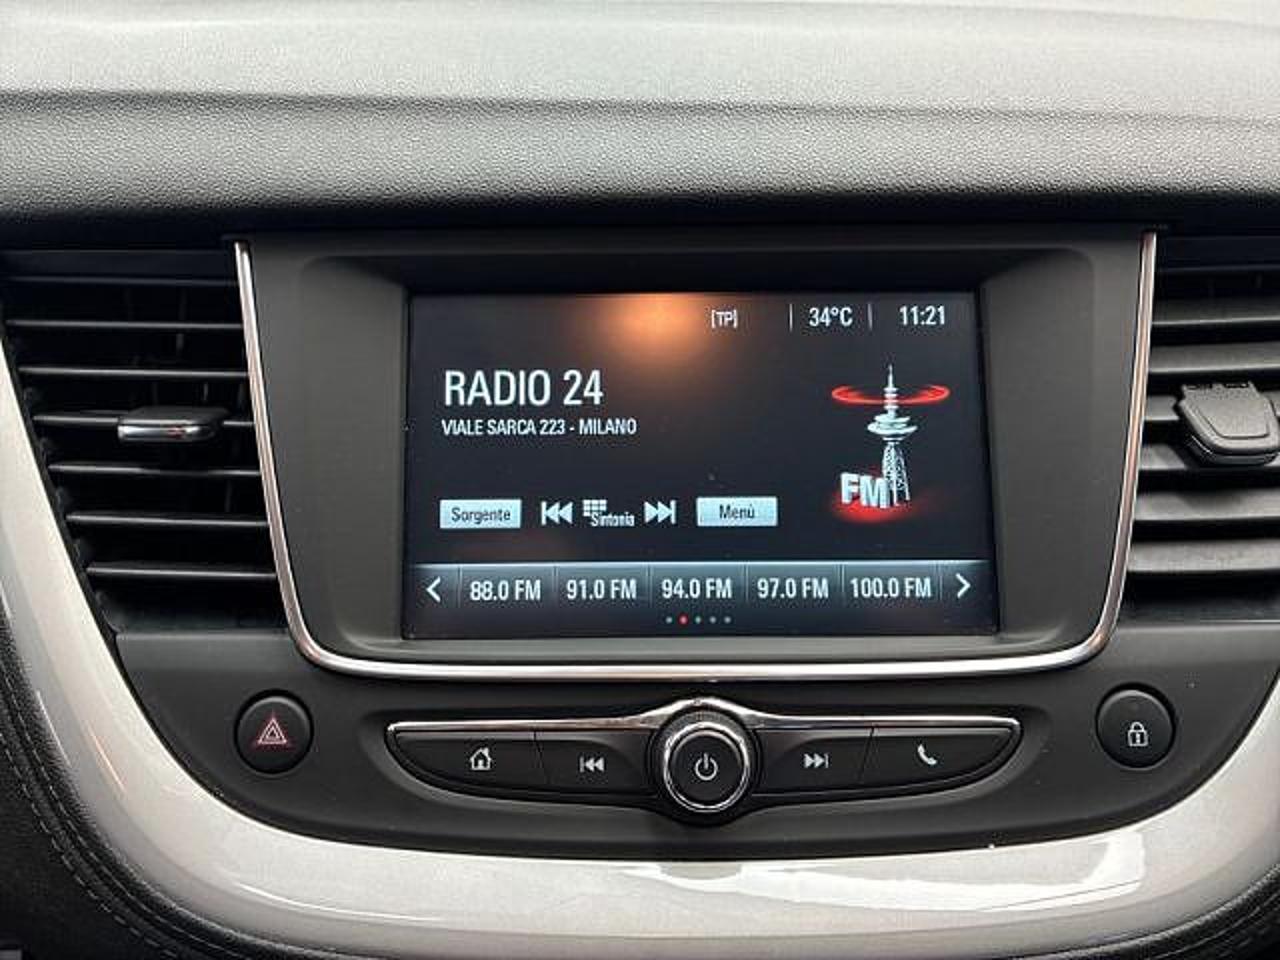 [TP] 34°C 11:21
RADIO 24
VIALE SARCA 223 - MILANO
FM
Sorgente Sintonia Menù
88.0 FM 91.0 FM 94.0 FM 97.0 FM 100.0 FM